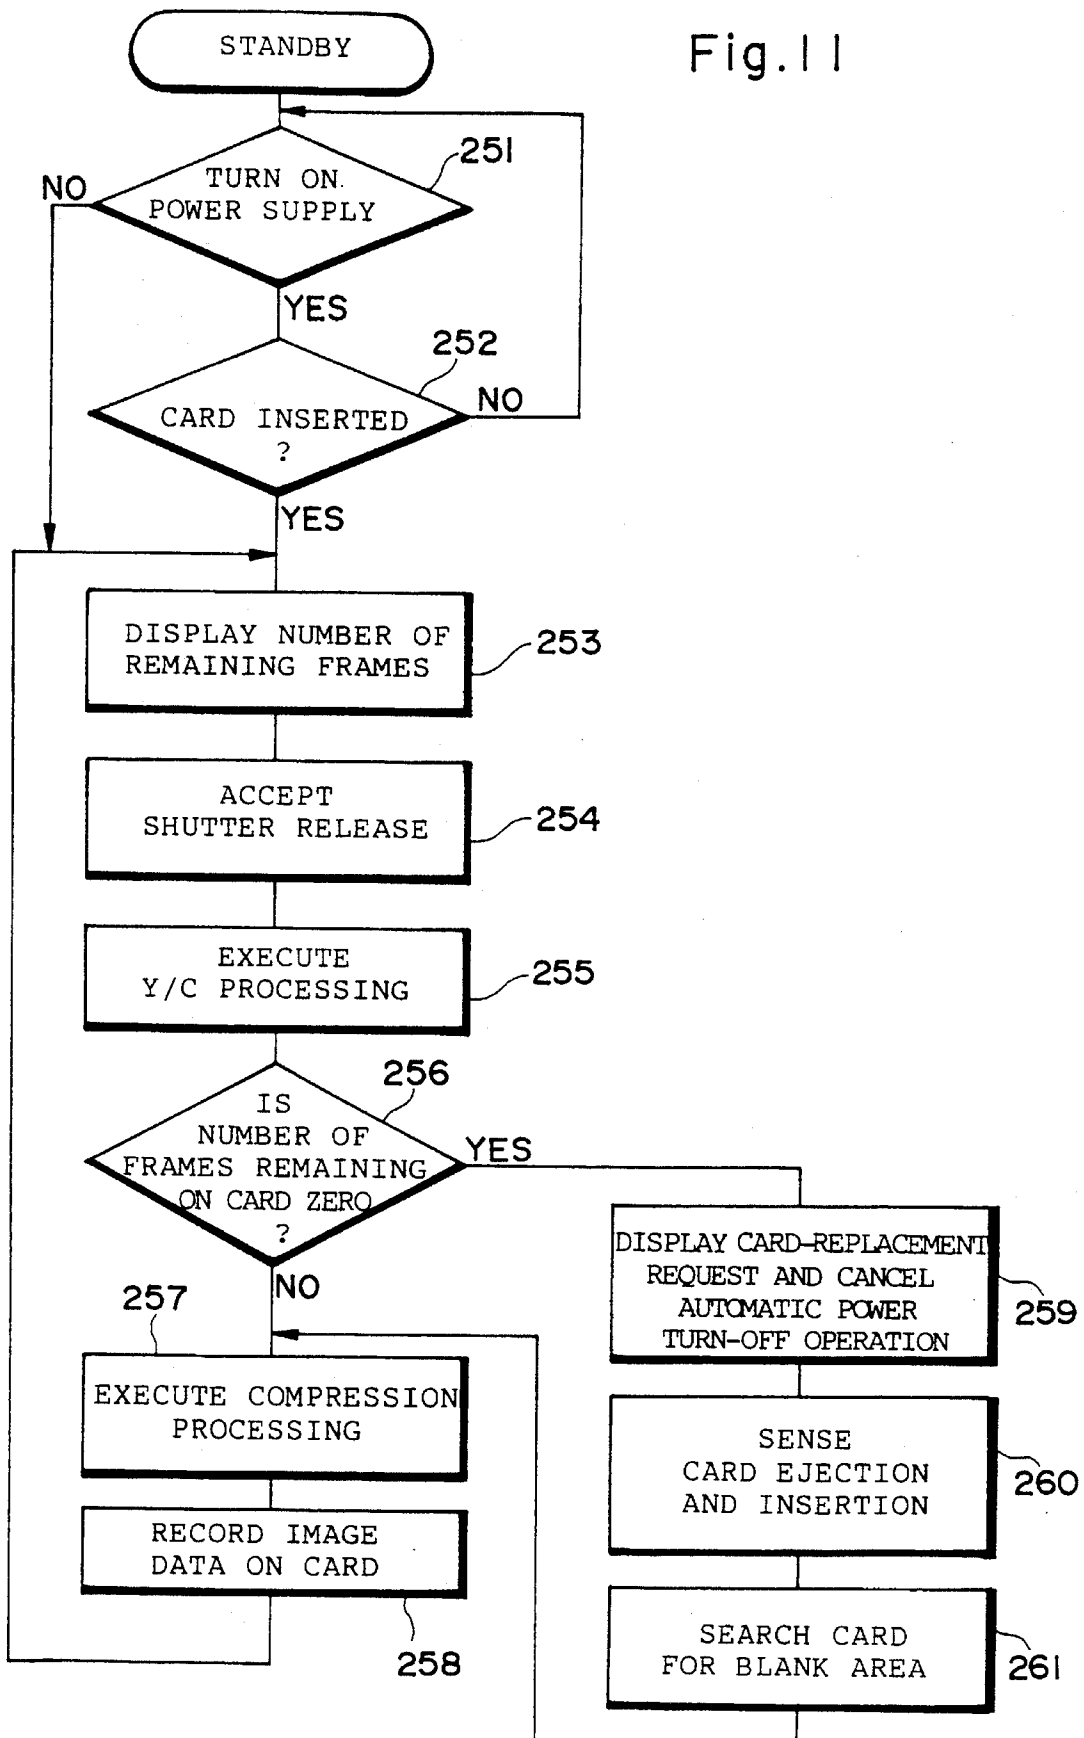 Fig.11
STANDBY
TURN ON
POWER SUPPLY
251
NO
YES
252
CARD INSERTED
?
NO
YES
DISPLAY NUMBER OF
REMAINING FRAMES
253
ACCEPT
SHUTTER RELEASE
254
EXECUTE
Y/C PROCESSING
255
256
IS
NUMBER OF
FRAMES REMAINING
ON CARD ZERO
?
YES
NO
257
EXECUTE COMPRESSION
PROCESSING
RECORD IMAGE
DATA ON CARD
258
DISPLAY CARD-REPLACEMENT
REQUEST AND CANCEL
AUTOMATIC POWER
TURN-OFF OPERATION
259
SENSE
CARD EJECTION
AND INSERTION
260
SEARCH CARD
FOR BLANK AREA
261